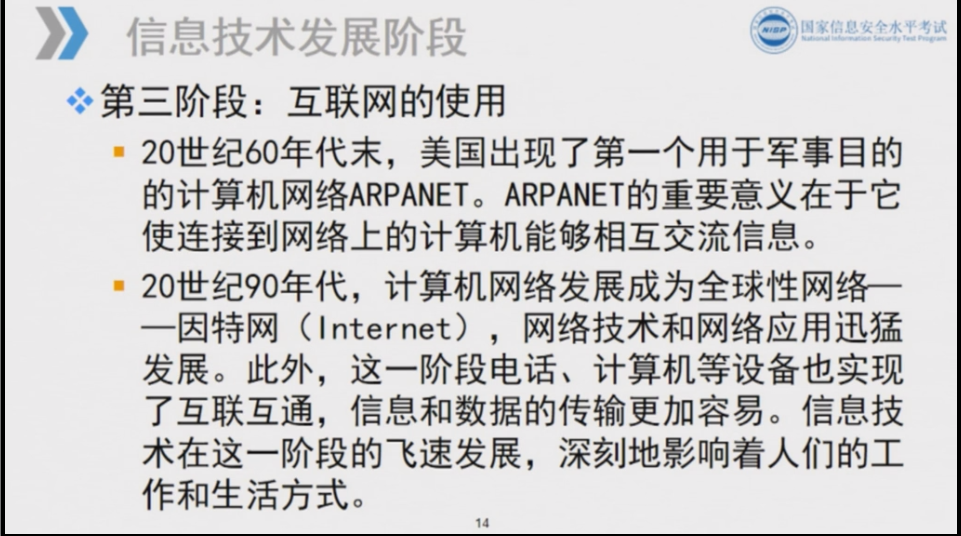 信息技术发展阶段
NISP
国家信息安全水平考试
National Information Security Test Program
第三阶段：互联网的使用
20世纪60年代末，美国出现了第一个用于军事目的
的计算机网络ARPANET。ARPANET的重要意义在于它
使连接到网络上的计算机能够相互交流信息。
20世纪90年代，计算机网络发展成为全球性网络—
—因特网（Internet），网络技术和网络应用迅猛
发展。此外，这一阶段电话、计算机等设备也实现
了互联互通，信息和数据的传输更加容易。信息技
术在这一阶段的飞速发展，深刻地影响着人们的工
作和生活方式。
14